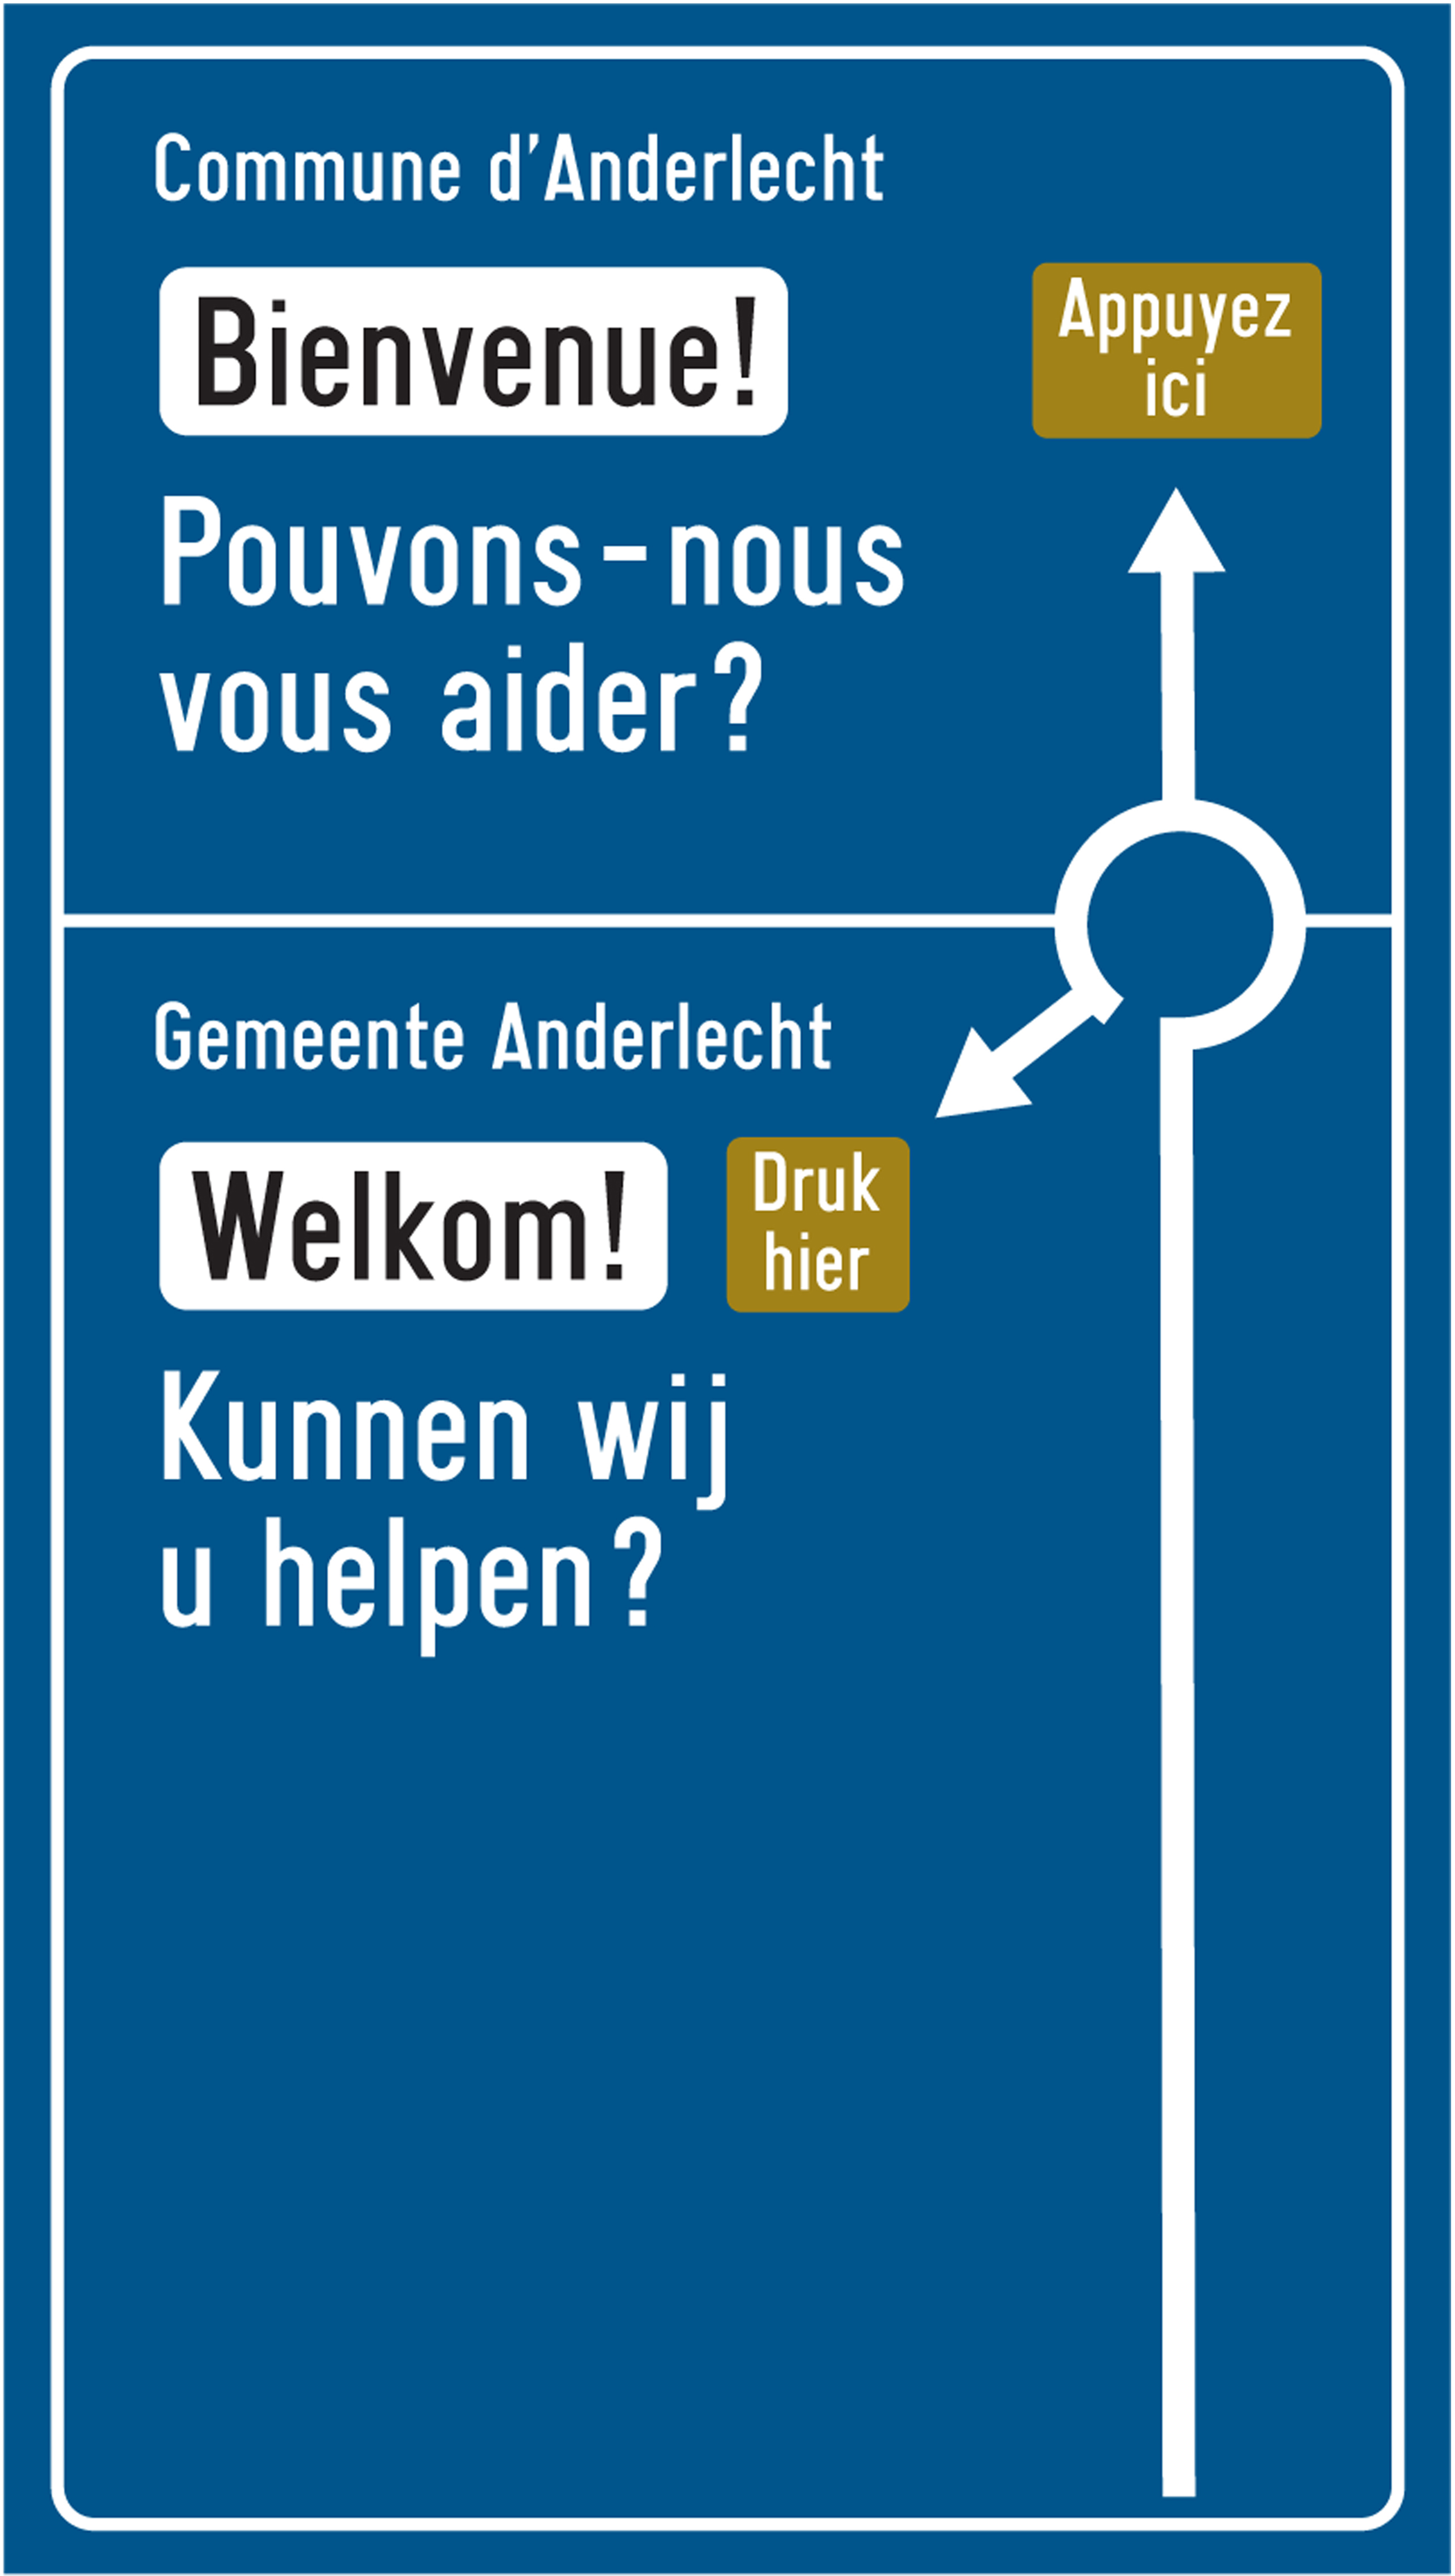 Commune d’Anderlecht
Bienvenue!
Appuyez
ici
Pouvons-nous
vous aider?
Gemeente Anderlecht
Welkom!
Druk
hier
Kunnen wij
u helpen?